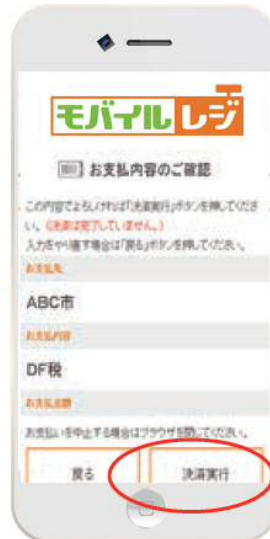 モバイルレジ
お支払内容のご確認
この内容でよろしければ「決済実行」ボタンを押してくださ
い。(決済は完了していません。)
入力をやり直す場合は「戻る」ボタンを押してください。
お支払先
ABC市
お支払内容
DF税
お支払金額
お支払いを中止する場合はブラウザを閉じてください。
戻る
決済実行